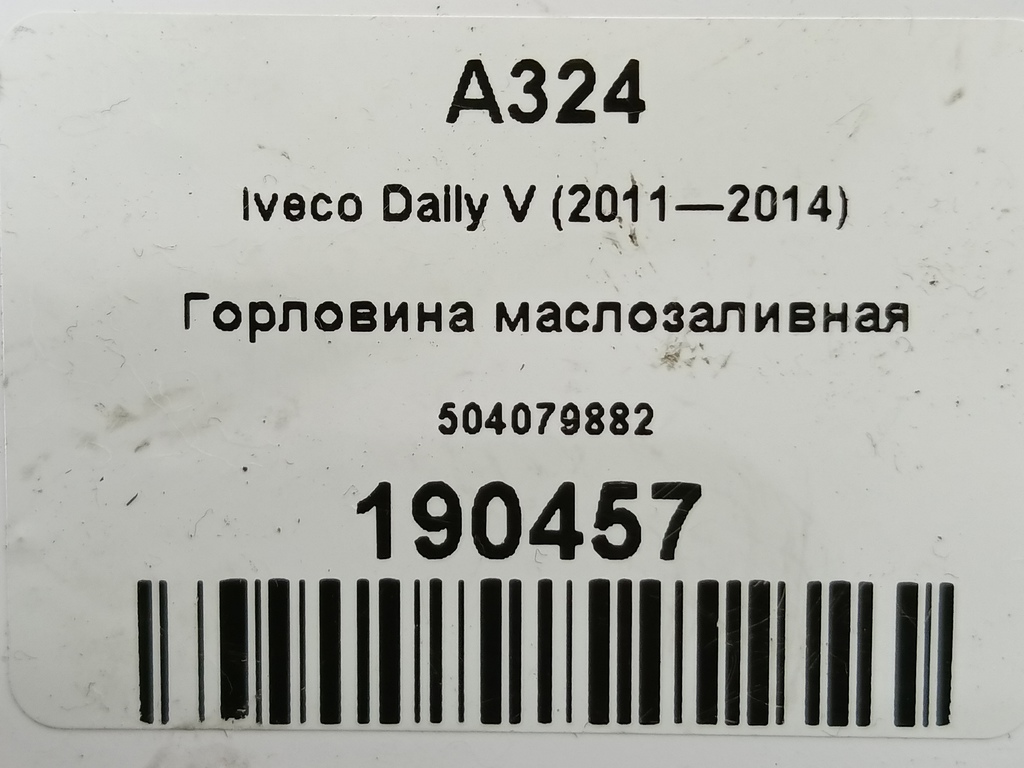 A324
Iveco Daily V (2011—2014)
Горловина маслозаливная
504079882
190457